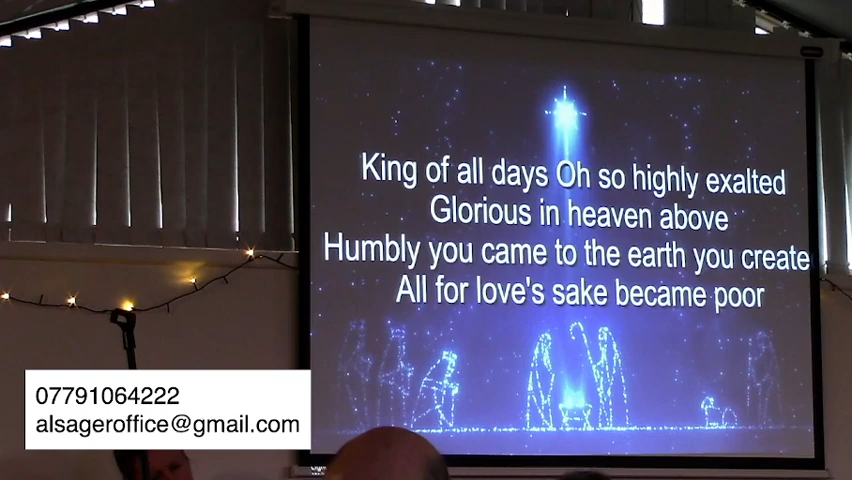 King of all days Oh so highly exalted
Glorious in heaven above
Humbly you came to the earth you create
All for love's sake became poor
07791064222
alsageroffice@gmail.com